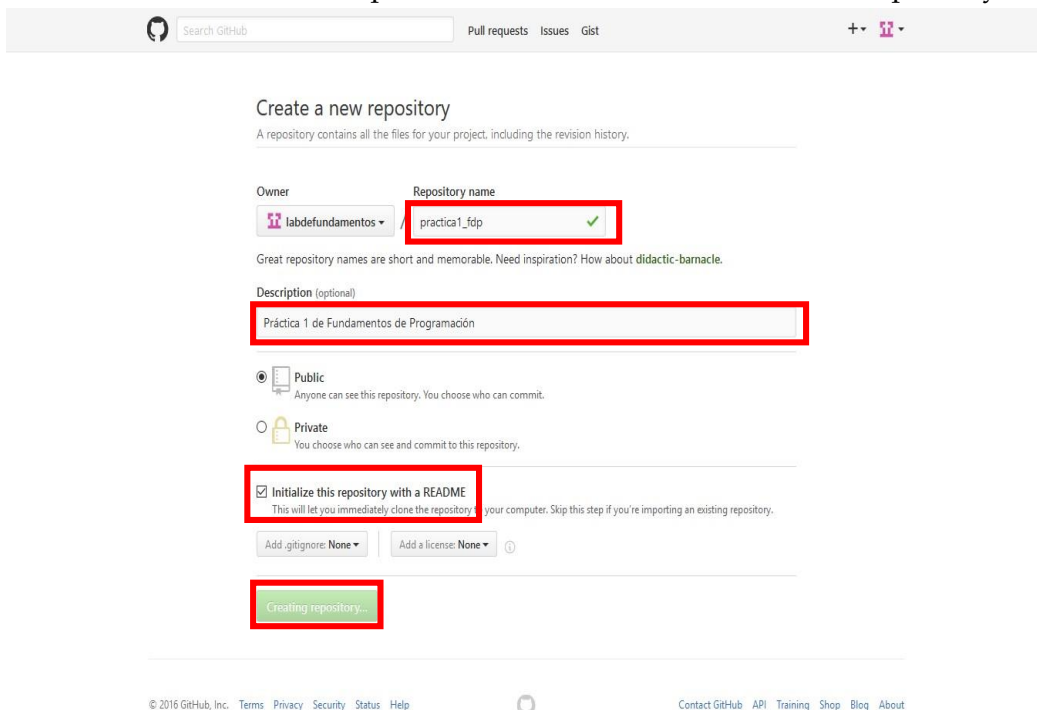 Search GitHub Pull requests Issues Gist
Create a new repository
A repository contains all the files for your project, including the revision history.
Owner Repository name
labdefundamentos / practica1_fdp
Great repository names are short and memorable. Need inspiration? How about didactic-barnacle.
Description (optional)
Práctica 1 de Fundamentos de Programación
Public
Anyone can see this repository. You choose who can commit.
Private
You choose who can see and commit to this repository.
Initialize this repository with a README
This will let you immediately clone the repository your computer. Skip this step if you're importing an existing repository.
Add .gitignore: None Add a license: None
Creating repository...
© 2016 GitHub, Inc. Terms Privacy Security Status Help Contact GitHub API Training Shop Blog About